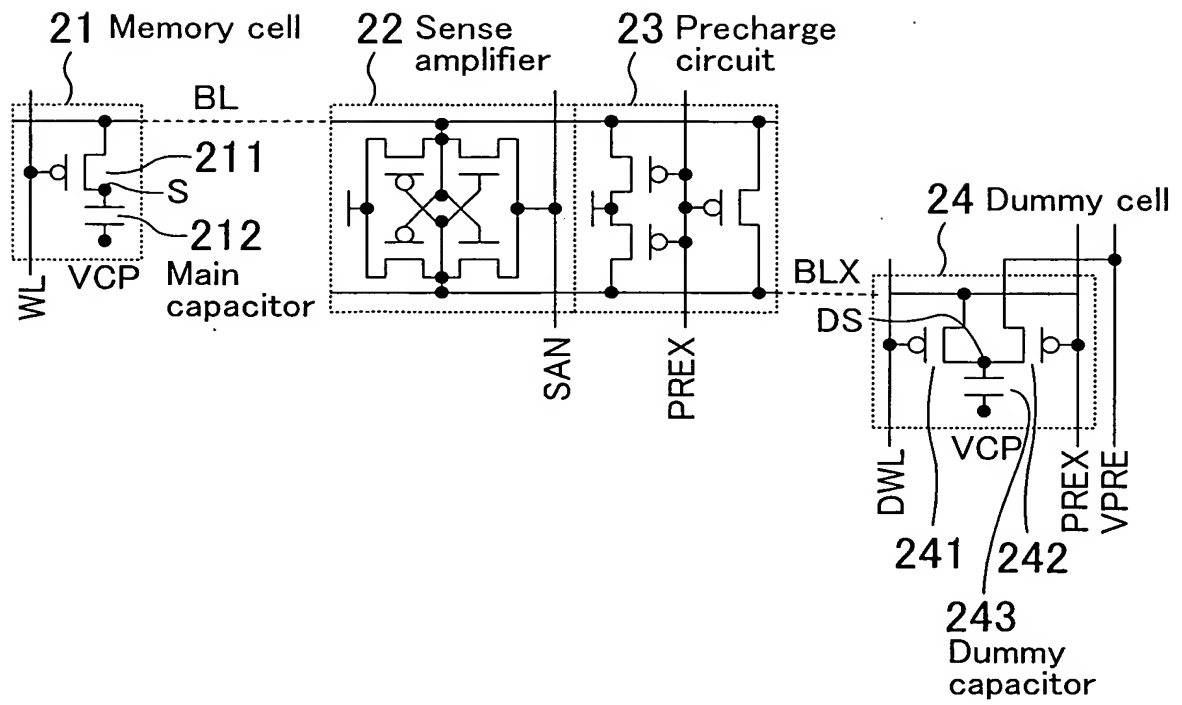 21 Memory cell
22 Sense
amplifier
23 Precharge
circuit
BL
211
S
212
Main
capacitor
VCP
WL
SAN
PREX
24 Dummy cell
BLX
DS
VCP
DWL
PREX
VPRE
241
242
243
Dummy
capacitor